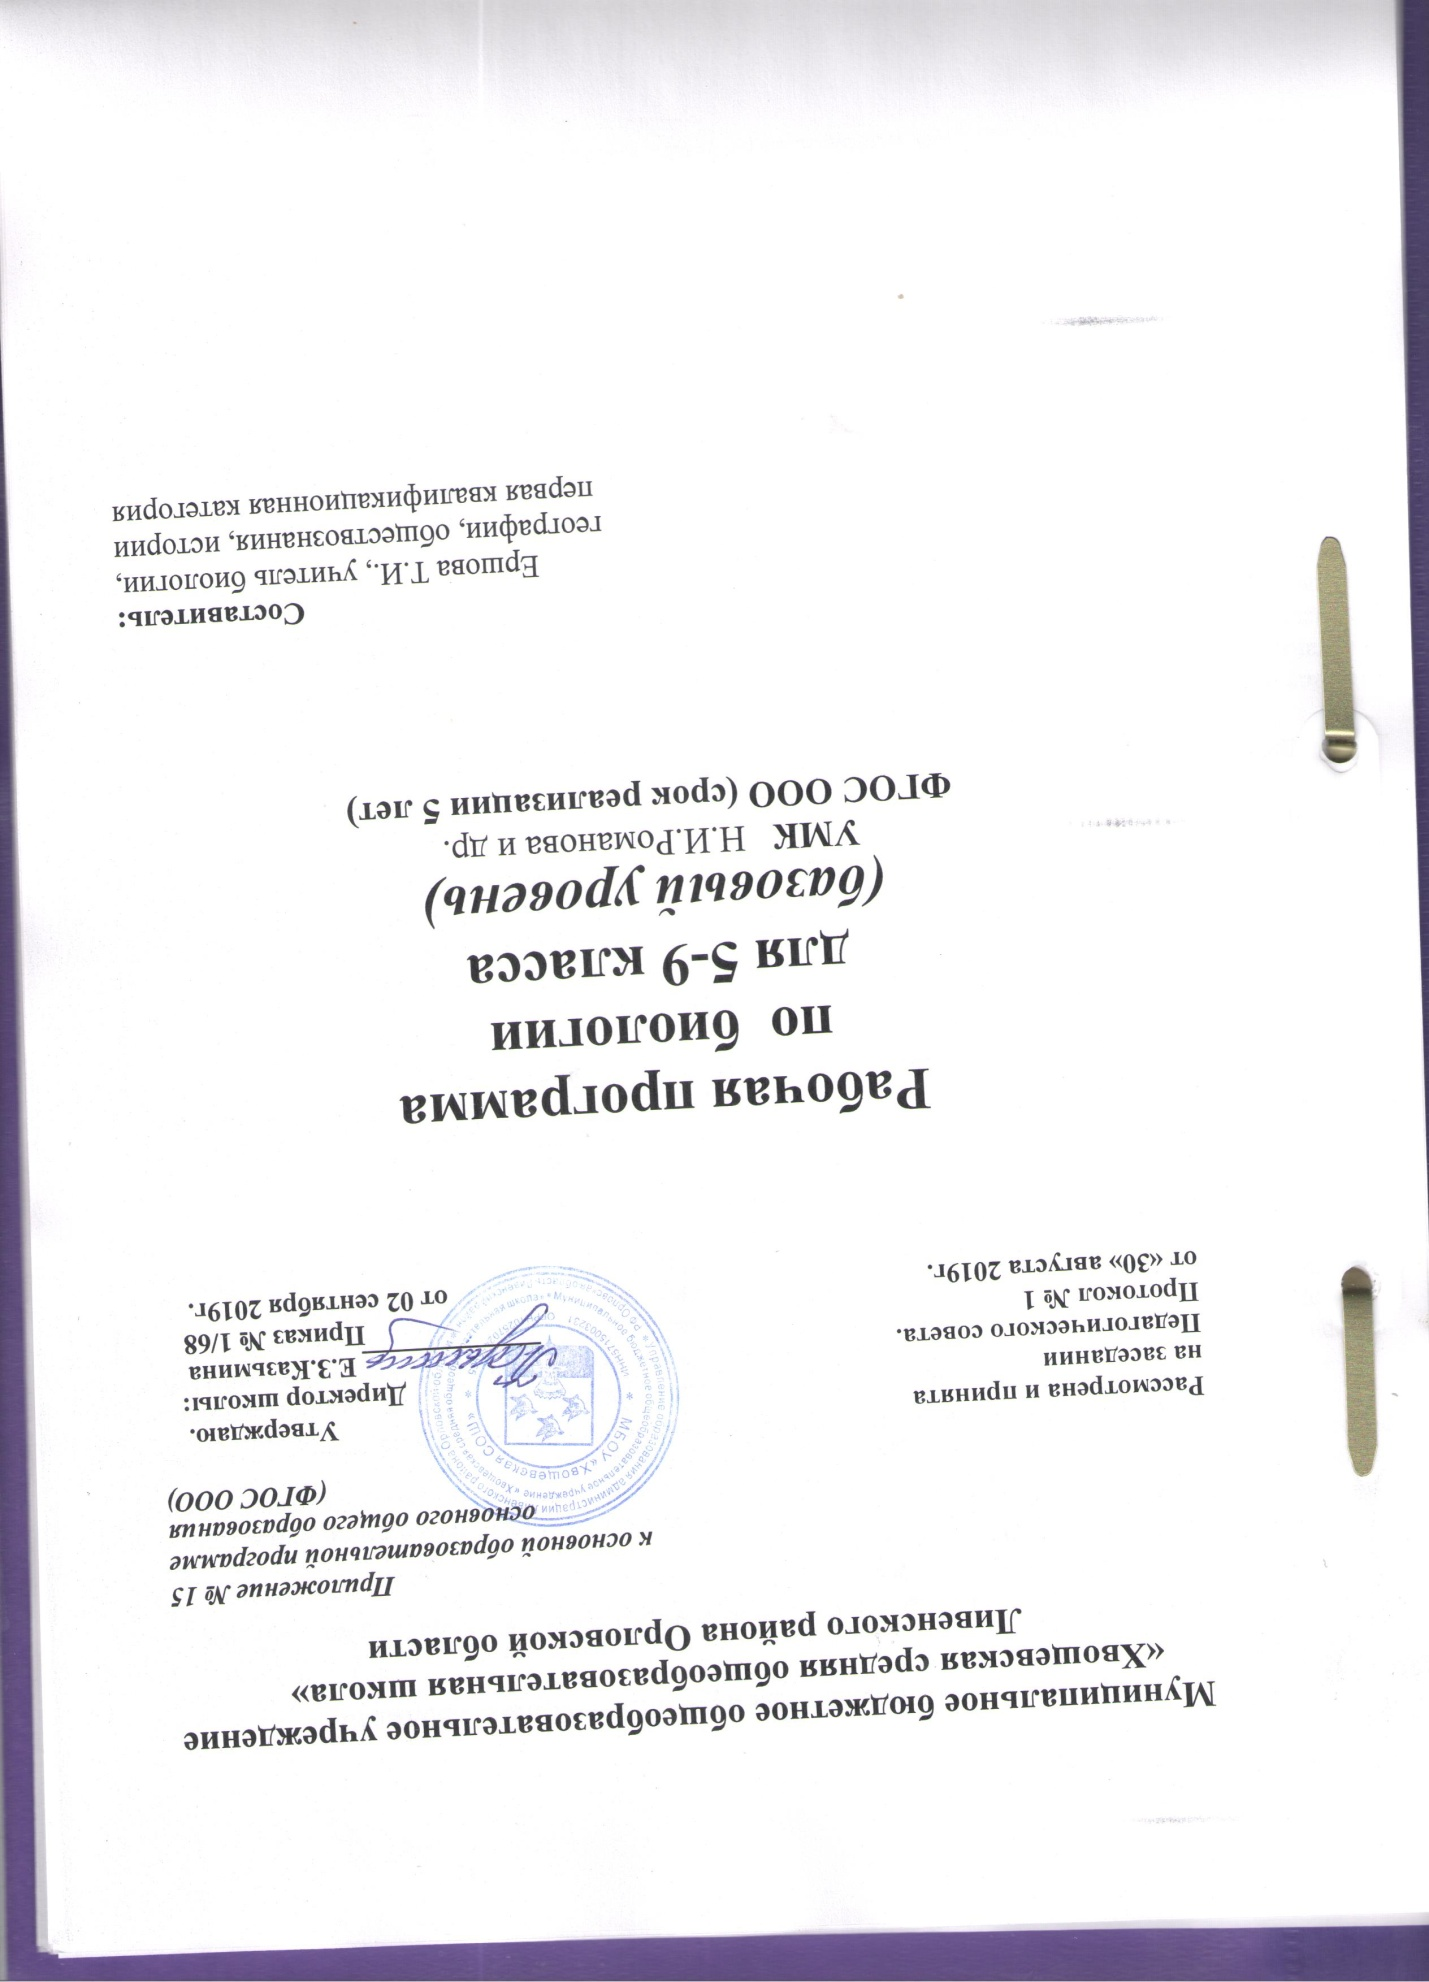 Муниципальное бюджетное общеобразовательное учреждение
«Хвощевская средняя общеобразовательная школа»
Ливенского района Орловской области
Приложение № 15
к основной образовательной программе
основного общего образования
(ФГОС ООО)
Рассмотрена и принята
на заседании
Педагогического совета.
Протокол № 1
от «30» августа 2019г.
Утверждаю.
Директор школы:
Е.З.Казьмина
Приказ № 1/68
от 02 сентября 2019г.
МБОУ «Хвощевская СОШ»
Рабочая программа
по биологии
для 5-9 класса
(базовый уровень)
УМК Н.И.Романова и др.
ФГОС ООО (срок реализации 5 лет)
Составитель:
Ершова Т.И., учитель биологии,
географии, обществознания, истории
первая квалификационная категория